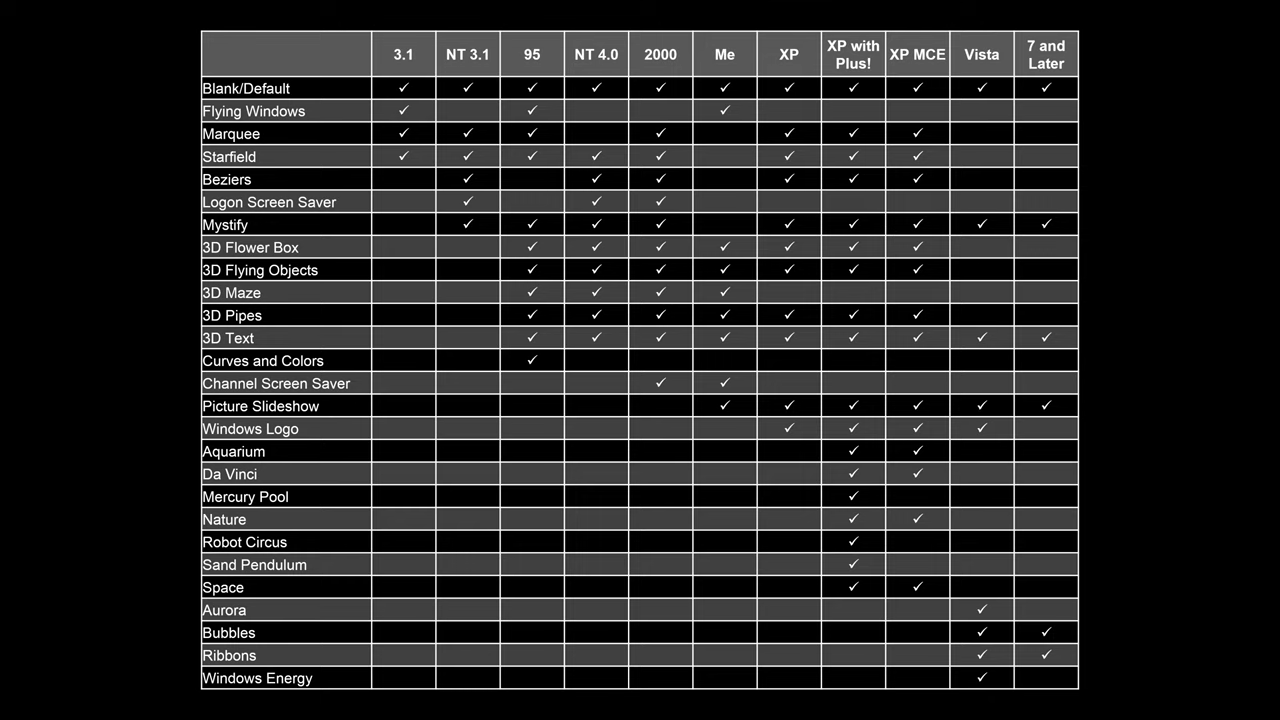 3.1 NT 3.1 95 NT 4.0 2000 Me XP XP with Plus! XP MCE Vista 7 and Later
Blank/Default ✓ ✓ ✓ ✓ ✓ ✓ ✓ ✓ ✓ ✓ ✓
Flying Windows ✓ ✓ ✓
Marquee ✓ ✓ ✓ ✓ ✓ ✓ ✓
Starfield ✓ ✓ ✓ ✓ ✓ ✓ ✓ ✓
Beziers ✓ ✓ ✓ ✓ ✓ ✓
Logon Screen Saver ✓ ✓ ✓
Mystify ✓ ✓ ✓ ✓ ✓ ✓ ✓ ✓ ✓
3D Flower Box ✓ ✓ ✓ ✓ ✓ ✓ ✓
3D Flying Objects ✓ ✓ ✓ ✓ ✓ ✓ ✓
3D Maze ✓ ✓ ✓ ✓
3D Pipes ✓ ✓ ✓ ✓ ✓ ✓ ✓
3D Text ✓ ✓ ✓ ✓ ✓ ✓ ✓ ✓ ✓
Curves and Colors ✓
Channel Screen Saver ✓ ✓
Picture Slideshow ✓ ✓ ✓ ✓ ✓ ✓
Windows Logo ✓ ✓ ✓ ✓
Aquarium ✓ ✓
Da Vinci ✓ ✓
Mercury Pool ✓
Nature ✓ ✓
Robot Circus ✓
Sand Pendulum ✓
Space ✓ ✓
Aurora ✓
Bubbles ✓ ✓
Ribbons ✓ ✓
Windows Energy ✓